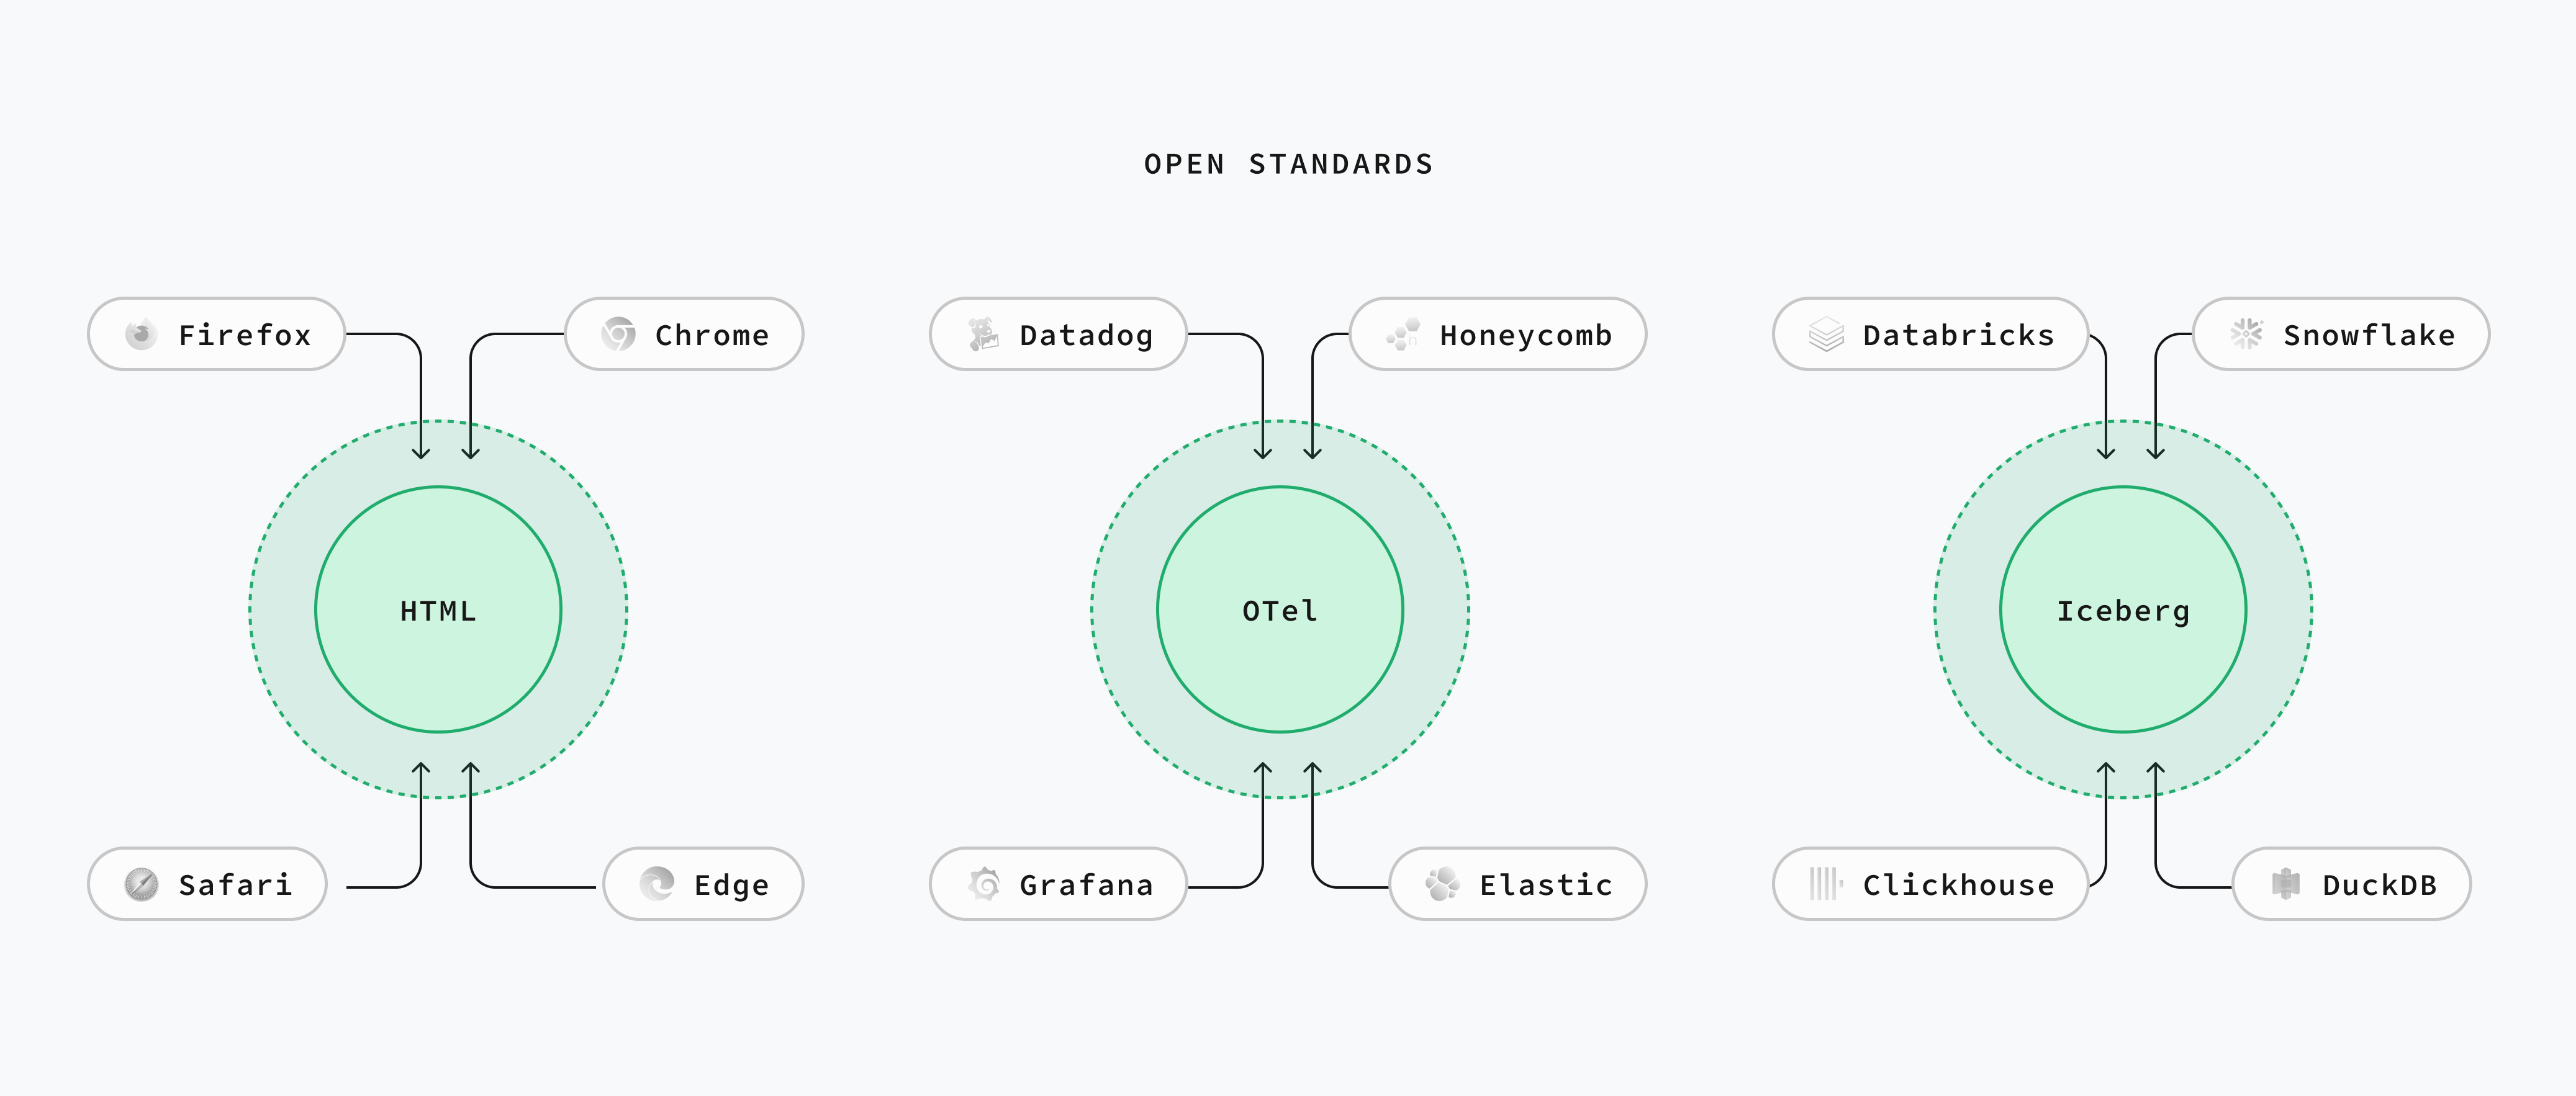 OPEN STANDARDS
Firefox
Chrome
HTML
Safari
Edge
Datadog
Honeycomb
OTel
Grafana
Elastic
Databricks
Snowflake
Iceberg
Clickhouse
DuckDB